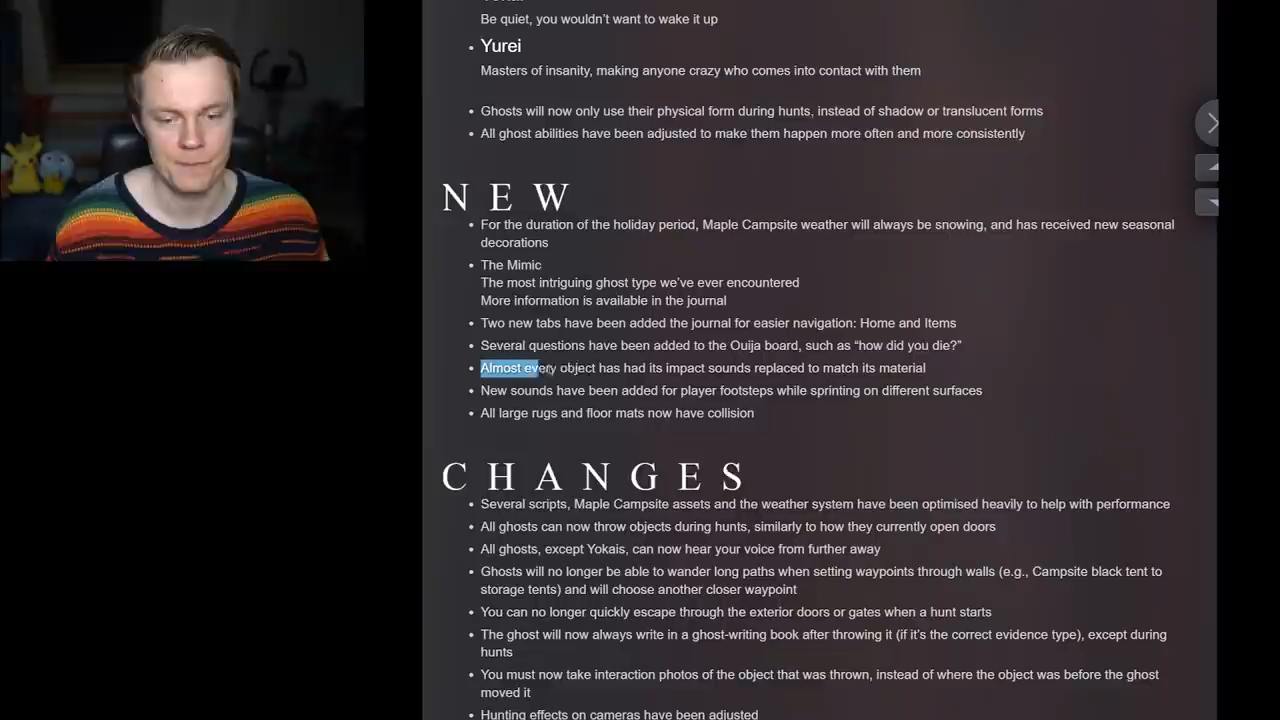 Be quiet, you wouldn’t want to wake it up
• Yurei
Masters of insanity, making anyone crazy who comes into contact with them
• Ghosts will now only use their physical form during hunts, instead of shadow or translucent forms
• All ghost abilities have been adjusted to make them happen more often and more consistently
NEW
• For the duration of the holiday period, Maple Campsite weather will always be snowing, and has received new seasonal
decorations
• The Mimic
The most intriguing ghost type we’ve ever encountered
More information is available in the journal
• Two new tabs have been added the journal for easier navigation: Home and Items
• Several questions have been added to the Ouija board, such as “how did you die?”
• Almost every object has had its impact sounds replaced to match its material
• New sounds have been added for player footsteps while sprinting on different surfaces
• All large rugs and floor mats now have collision
CHANGES
• Several scripts, Maple Campsite assets and the weather system have been optimised heavily to help with performance
• All ghosts can now throw objects during hunts, similarly to how they currently open doors
• All ghosts, except Yokais, can now hear your voice from further away
• Ghosts will no longer be able to wander long paths when setting waypoints through walls (e.g., Campsite black tent to
storage tents) and will choose another closer waypoint
• You can no longer quickly escape through the exterior doors or gates when a hunt starts
• The ghost will now always write in a ghost-writing book after throwing it (if it’s the correct evidence type), except during
hunts
• You must now take interaction photos of the object that was thrown, instead of where the object was before the ghost
moved it
• Hunting effects on cameras have been adjusted